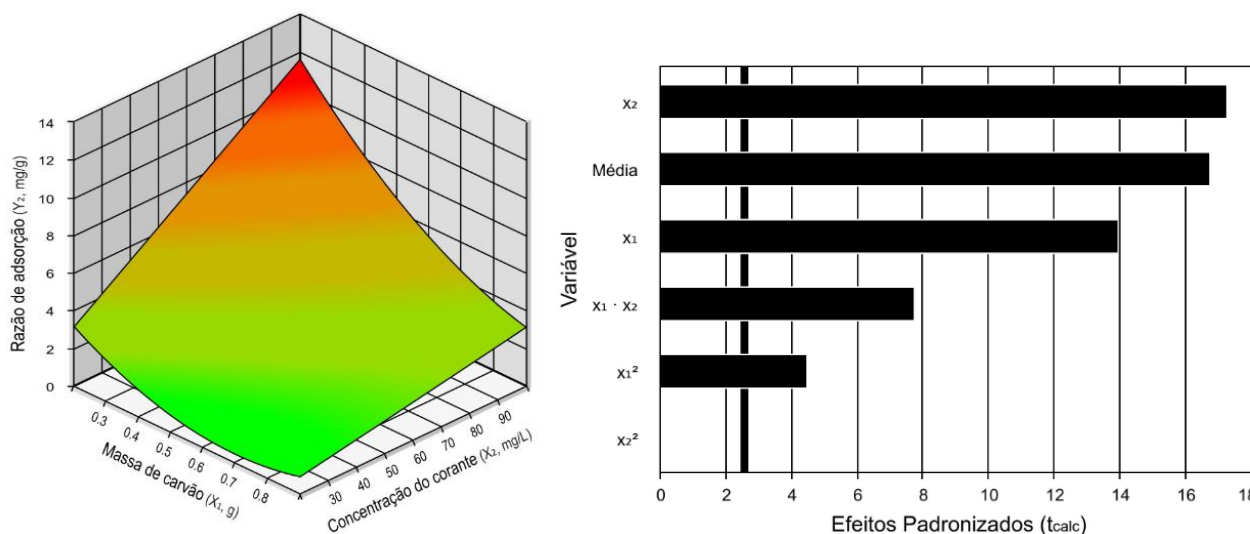 14
12
10
8
6
4
2
0
Razão de adsorção (Y₂, mg/g)
0.3
0.4
0.5
0.6
0.7
0.8
Massa de carvão (X₁, g)
30
40
50
60
70
80
90
Concentração do corante (X₂, mg/L)
Variável
x₂
Média
x₁
x₁ · x₂
x₁²
x₂²
0 2 4 6 8 10 12 14 16 18
Efeitos Padronizados (tcalc)